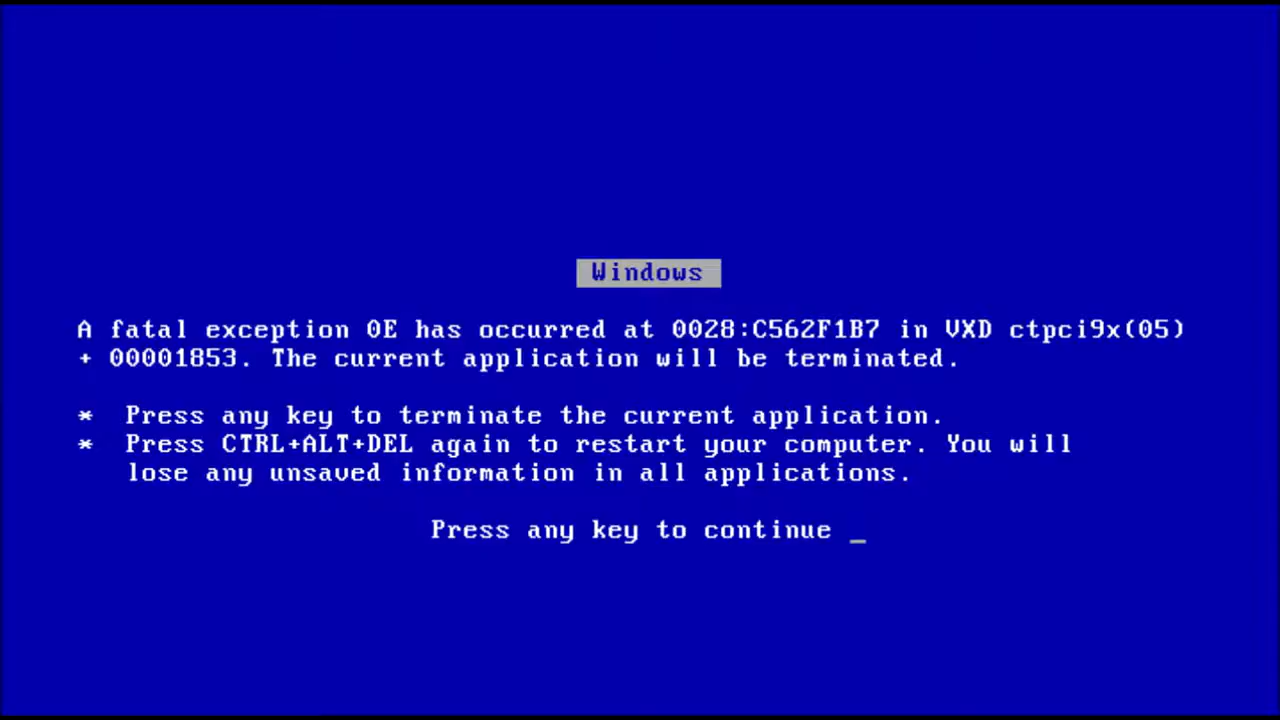 Windows
A fatal exception 0E has occurred at 0028:C562F1B7 in VXD ctpci9x(05)
+ 00001853. The current application will be terminated.
* Press any key to terminate the current application.
* Press CTRL+ALT+DEL again to restart your computer. You will
lose any unsaved information in all applications.
Press any key to continue _